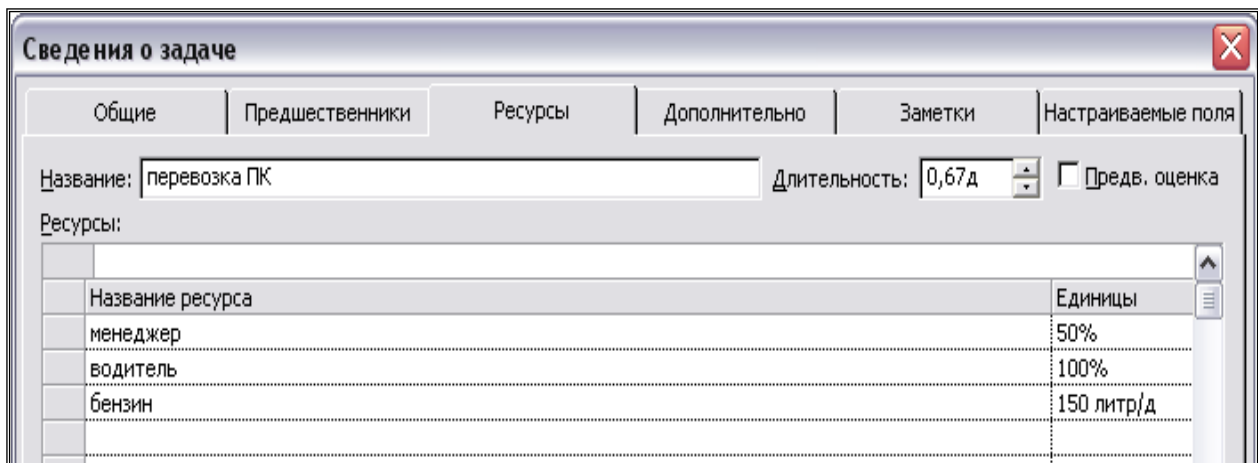 Сведения о задаче
Общие Предшественники Ресурсы Дополнительно Заметки Настраиваемые поля
Название: перевозка ПК Длительность: 0,67д Предв. оценка
Ресурсы:
Название ресурса Единицы
менеджер 50%
водитель 100%
бензин 150 литр/д